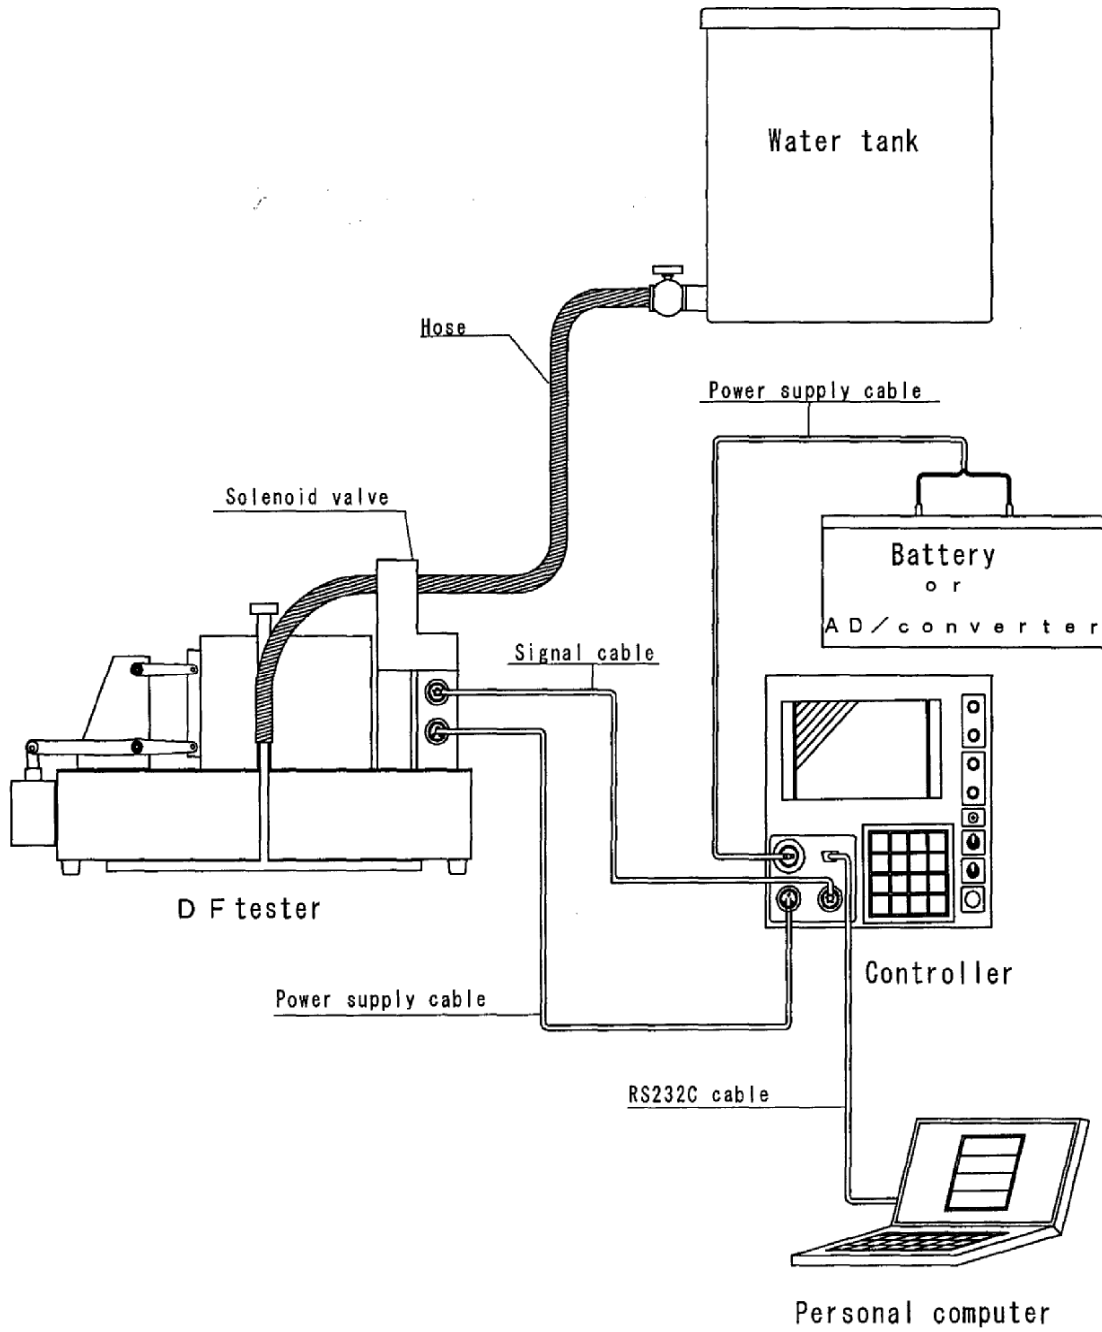 Water tank
Hose
Power supply cable
Solenoid valve
Battery
or
AD/converter
Signal cable
DF tester
Controller
Power supply cable
RS232C cable
Personal computer